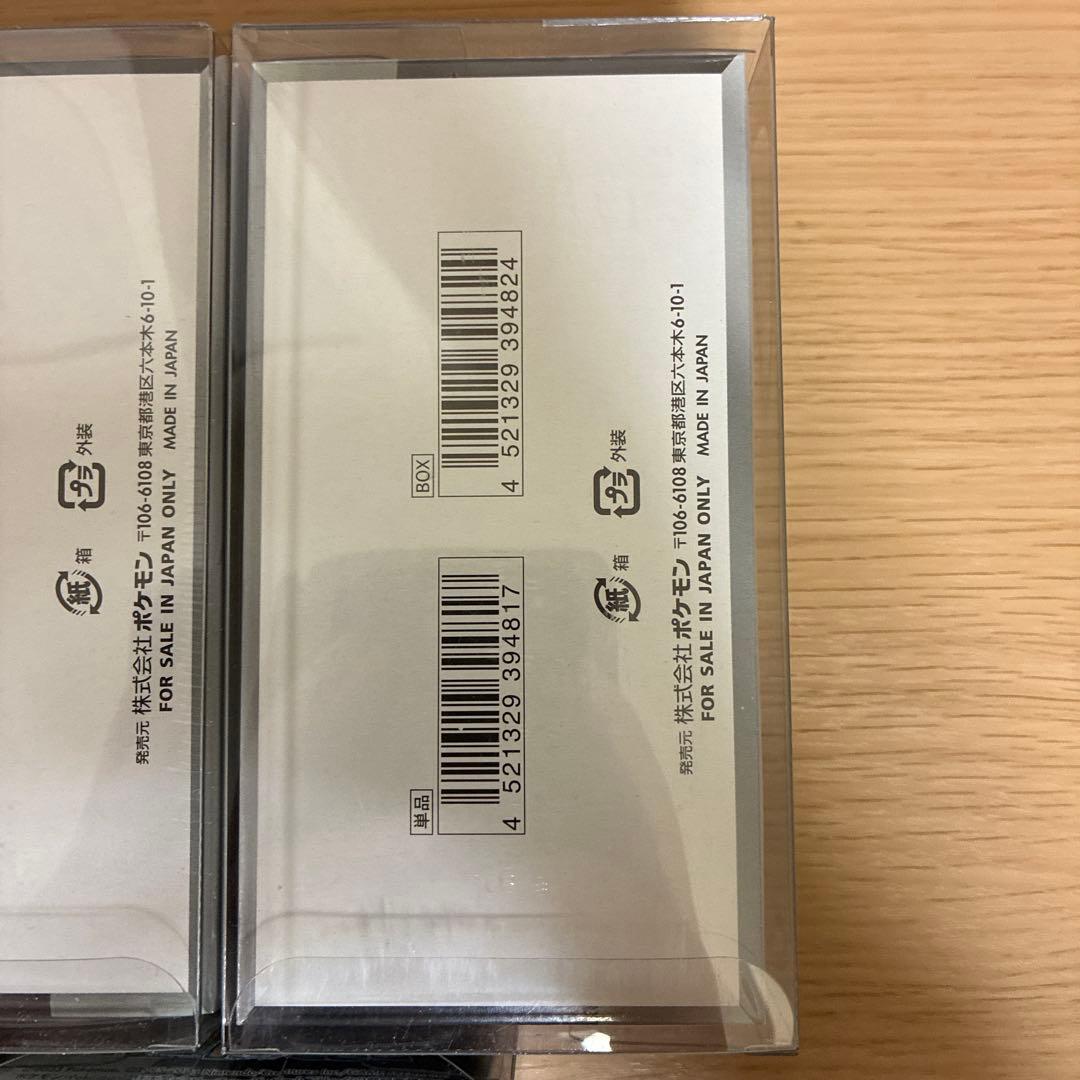 紙 箱
プラ 外装
発売元 株式会社 ポケモン 〒106-6108 東京都港区六本木6-10-1
FOR SALE IN JAPAN ONLY MADE IN JAPAN
単品
4 521329 394817
BOX
4 521329 394824
紙 箱
プラ 外装
発売元 株式会社 ポケモン 〒106-6108 東京都港区六本木6-10-1
FOR SALE IN JAPAN ONLY MADE IN JAPAN